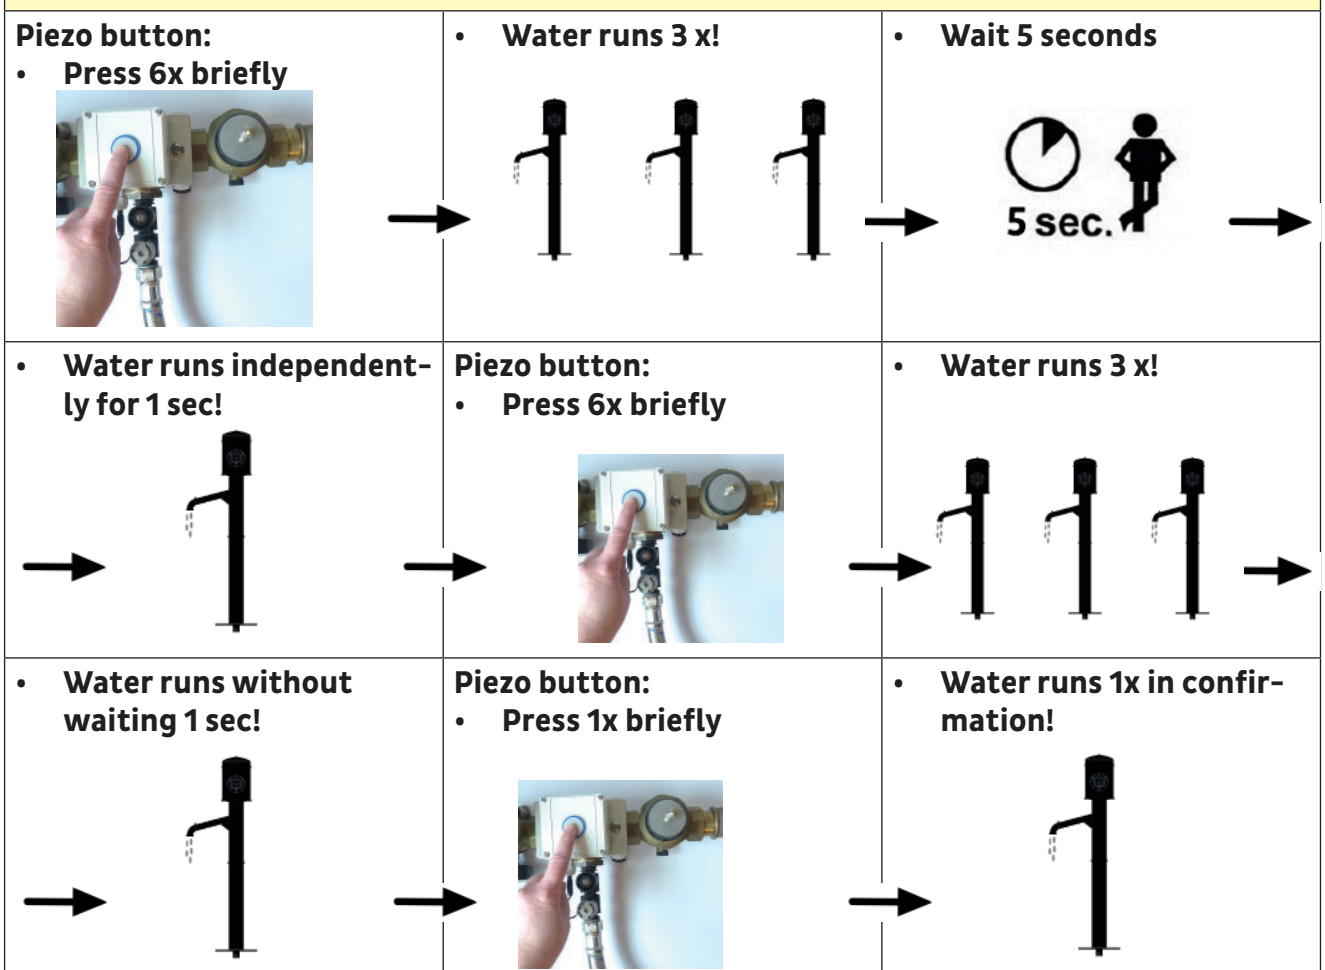 Piezo button:
• Press 6x briefly
• Water runs 3 x!
• Wait 5 seconds
5 sec.
• Water runs independent-
ly for 1 sec!
Piezo button:
• Press 6x briefly
• Water runs 3 x!
• Water runs without
waiting 1 sec!
Piezo button:
• Press 1x briefly
• Water runs 1x in confir-
mation!